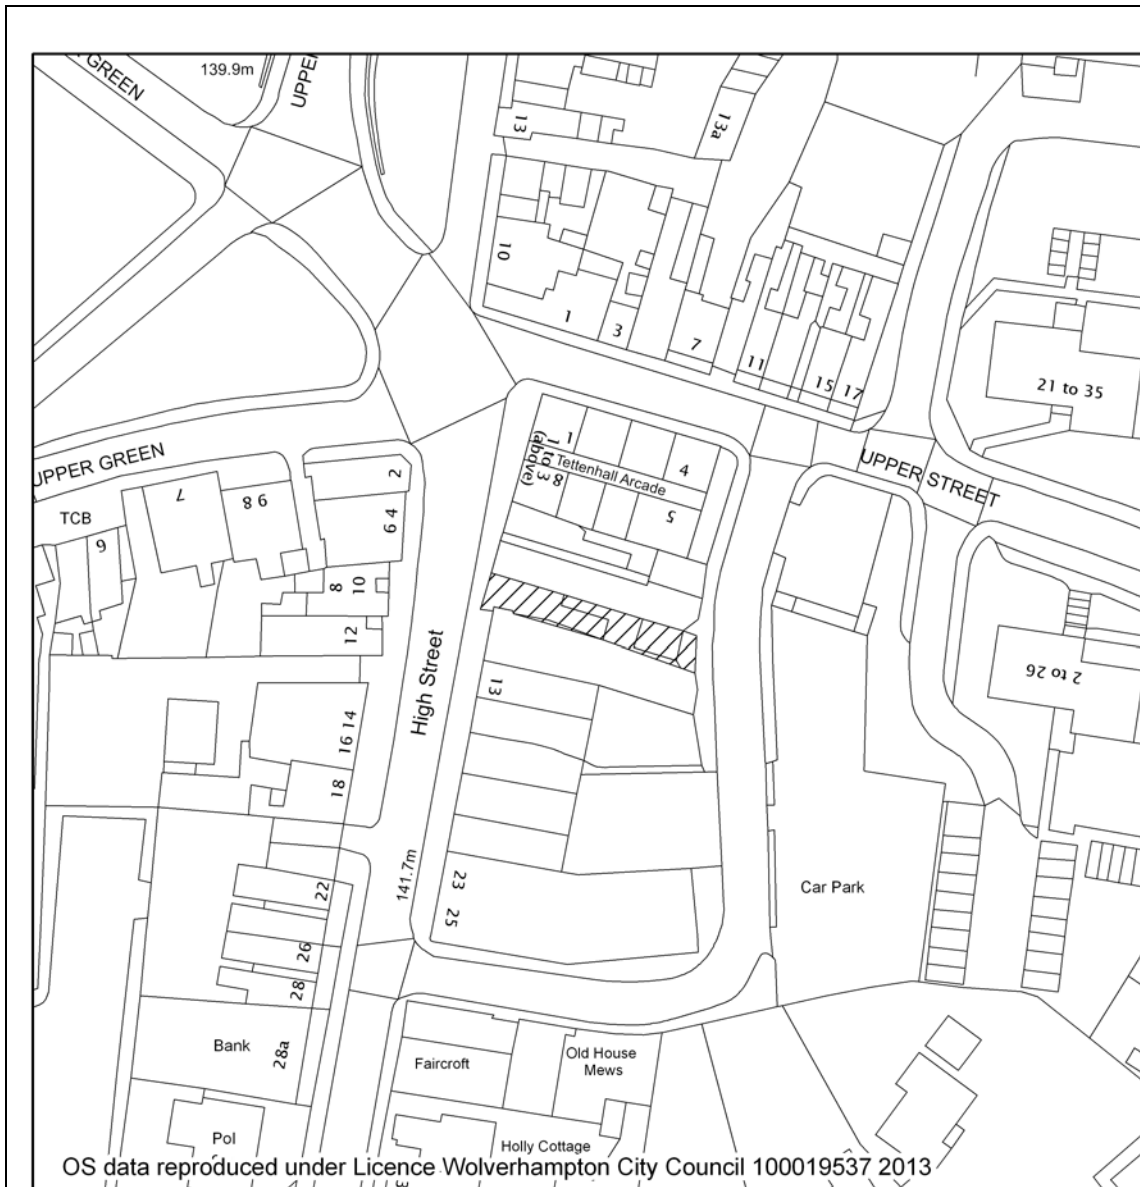 139.9m
GREEN
UPPER
13
13a
10
1
3
7
11
15
17
21 to 35
UPPER GREEN
2
7
9 8
TCB
6
6 4
8
10
12
1
1 to 3
(above)
8
Tettenhall Arcade
4
5
UPPER STREET
2 to 26
High Street
13
16 14
18
141.7m
23
25
22
26
28
Car Park
Bank
28a
Faircroft
Old House
Mews
Pol
Holly Cottage
OS data reproduced under Licence Wolverhampton City Council 100019537 2013